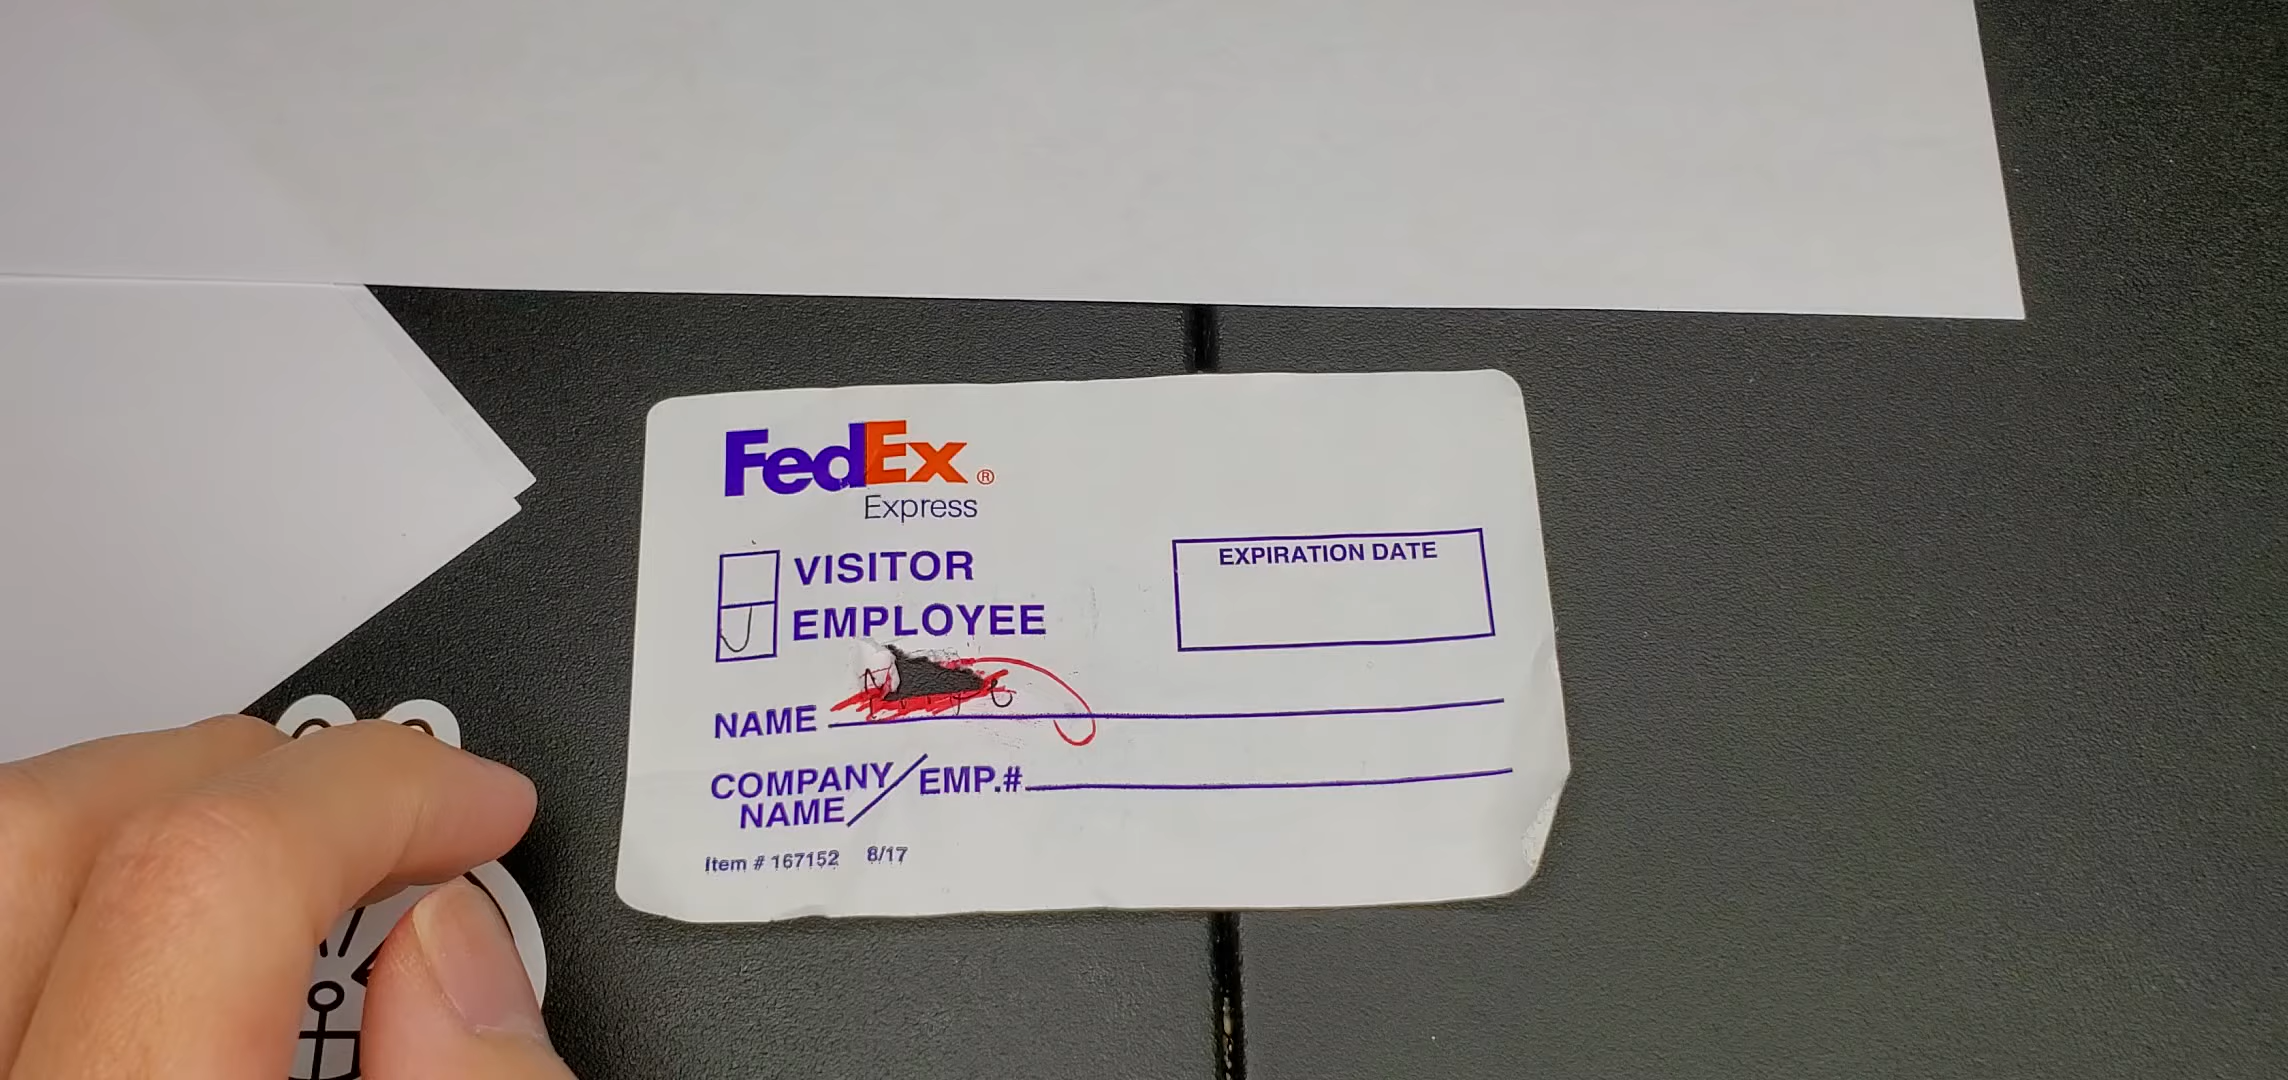 FedEx®
Express
VISITOR
EMPLOYEE
EXPIRATION DATE
NAME
COMPANY NAME/EMP.#
Item # 167152 8/17